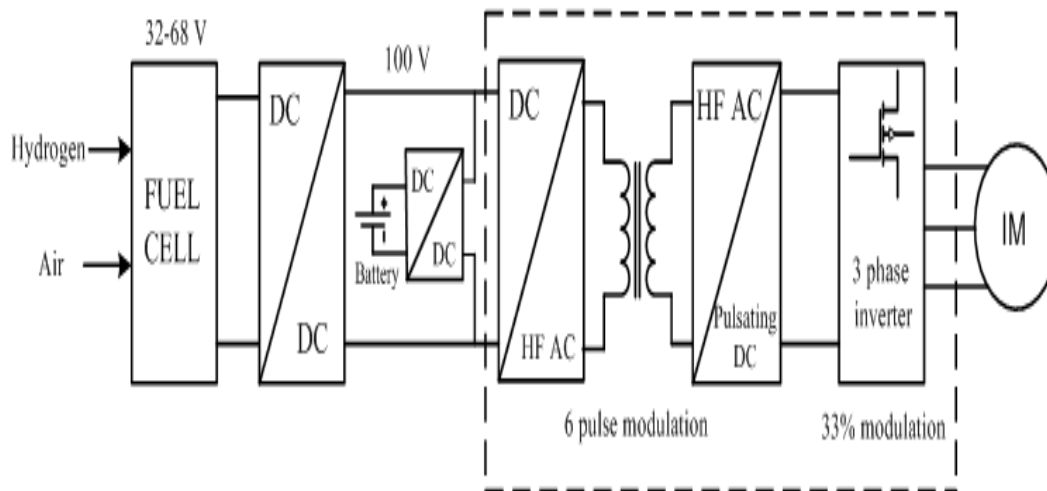 32-68 V
100 V
Hydrogen
Air
FUEL
CELL
DC
DC
DC
DC
Battery
DC
HF AC
HF AC
Pulsating
DC
3 phase
inverter
IM
6 pulse modulation
33% modulation